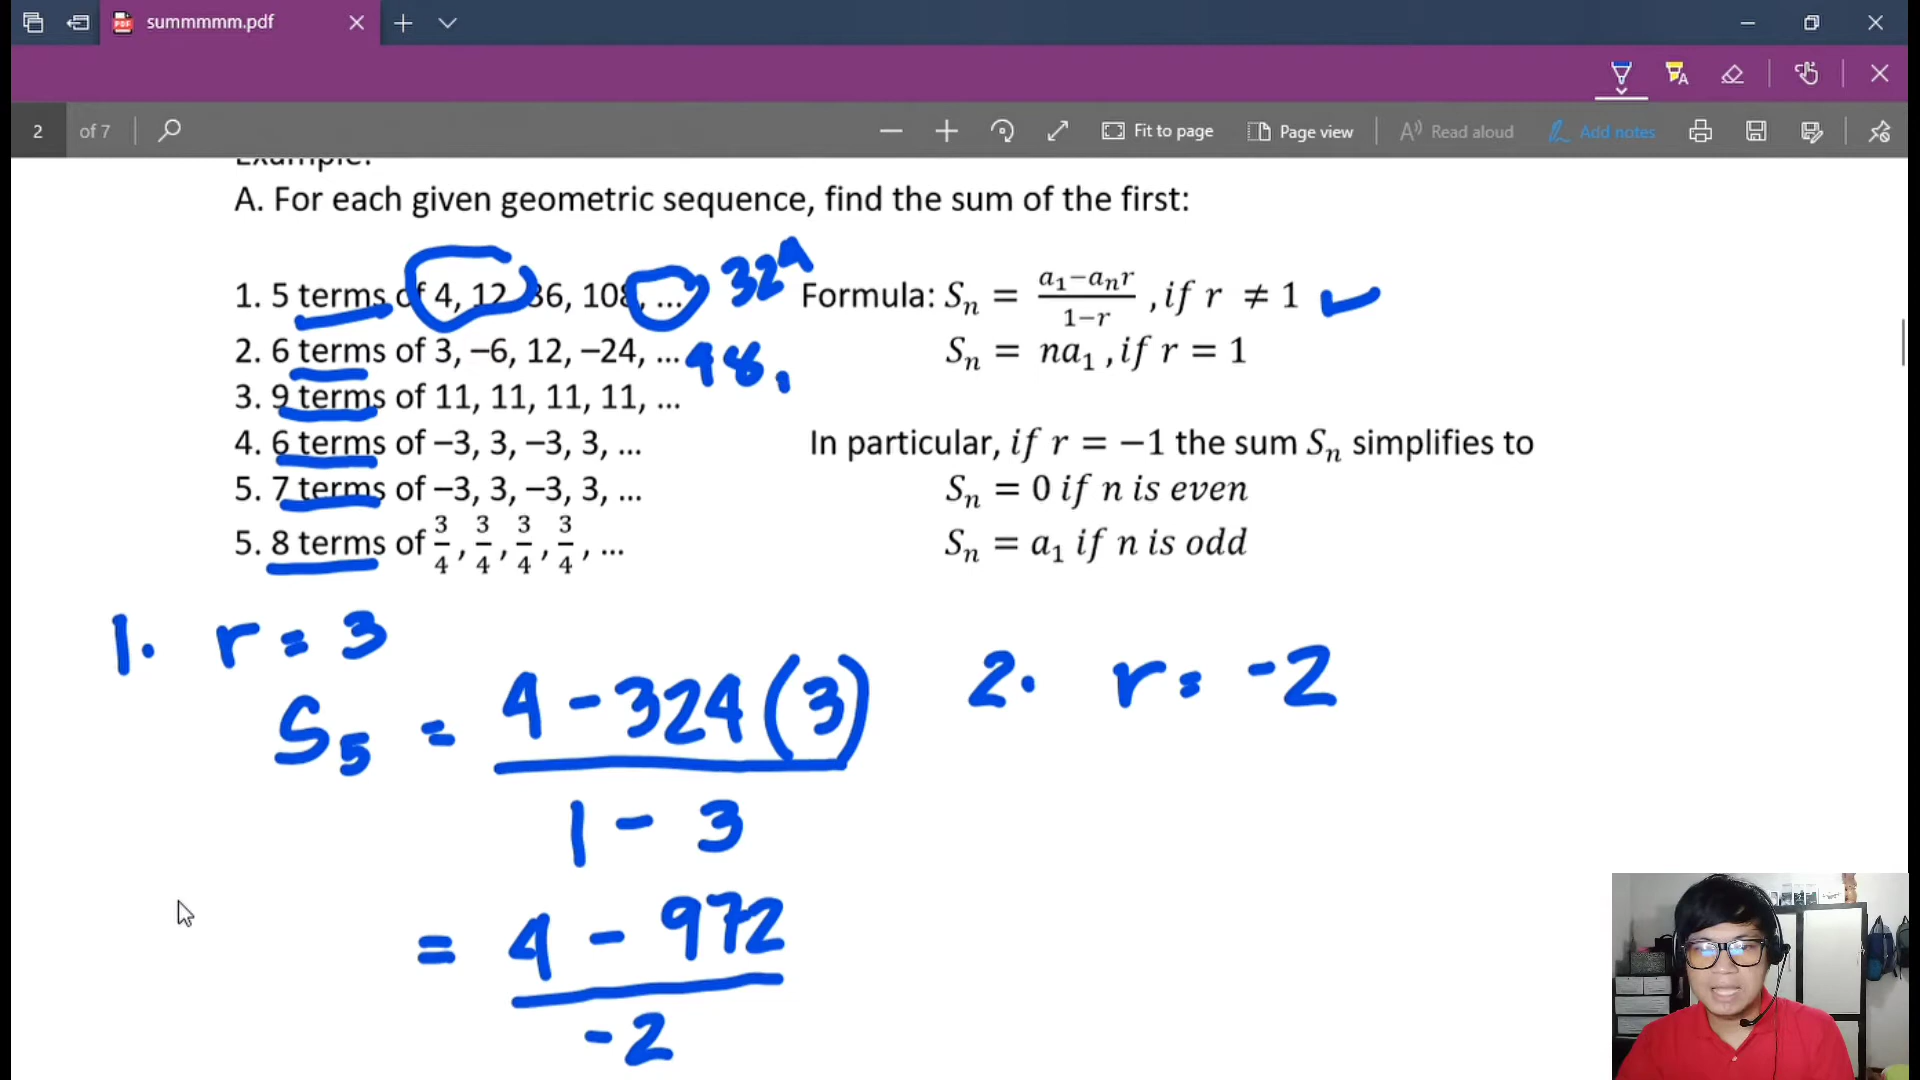 summmmm.pdf
2 of 7 Fit to page Page view Read aloud Add notes
Example:
A. For each given geometric sequence, find the sum of the first:
1. 5 terms of 4, 12, 36, 108, ... 324 Formula: Sₙ = (a₁−aₙr)/(1−r) , if r ≠ 1
2. 6 terms of 3, –6, 12, –24, ... 48, Sₙ = na₁ , if r = 1
3. 9 terms of 11, 11, 11, 11, ...
4. 6 terms of –3, 3, –3, 3, ... In particular, if r = −1 the sum Sₙ simplifies to
5. 7 terms of –3, 3, –3, 3, ... Sₙ = 0 if n is even
5. 8 terms of 3/4, 3/4, 3/4, 3/4, ... Sₙ = a₁ if n is odd
1. r = 3
2. r = -2
S₅ = (4 - 324(3))/(1 - 3)
= (4 - 972)/(-2)